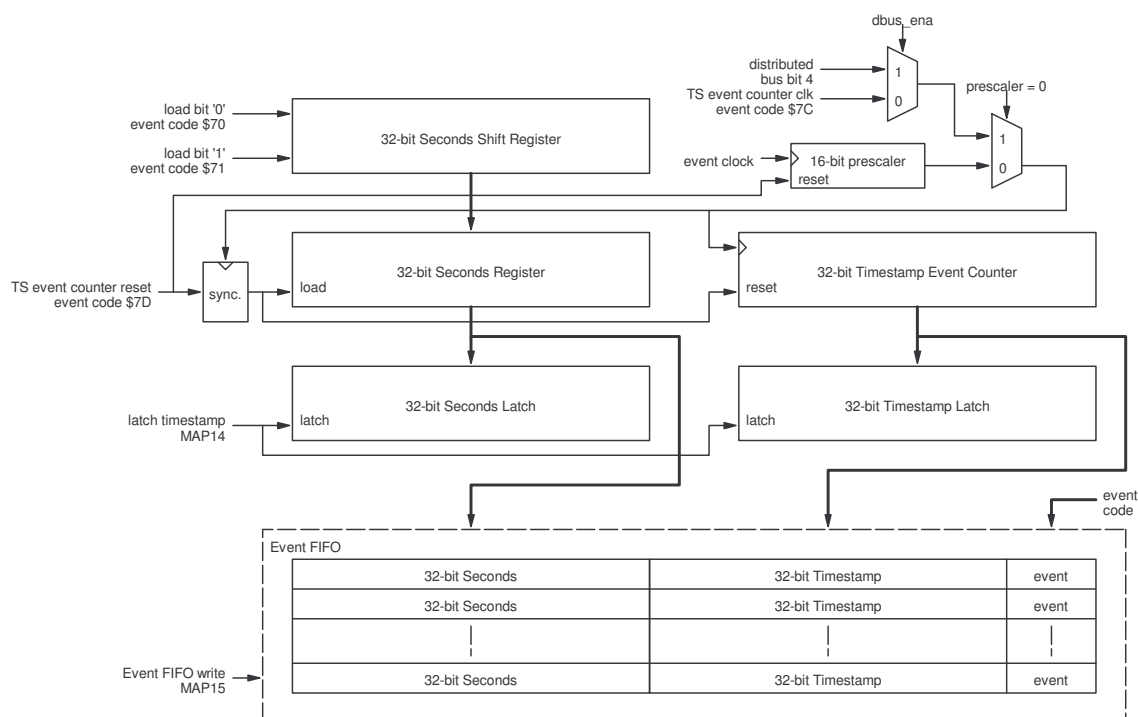 dbus_ena
distributed
bus bit 4
1
TS event counter clk
event code $7C
0
prescaler = 0
load bit '0'
event code $70
32-bit Seconds Shift Register
load bit '1'
event code $71
1
event clock
16-bit prescaler
reset
0
TS event counter reset
event code $7D
sync.
32-bit Seconds Register
load
32-bit Timestamp Event Counter
reset
latch timestamp
MAP14
32-bit Seconds Latch
latch
32-bit Timestamp Latch
latch
event
code
Event FIFO
32-bit Seconds 32-bit Timestamp event
32-bit Seconds 32-bit Timestamp event
Event FIFO write
MAP15
32-bit Seconds 32-bit Timestamp event